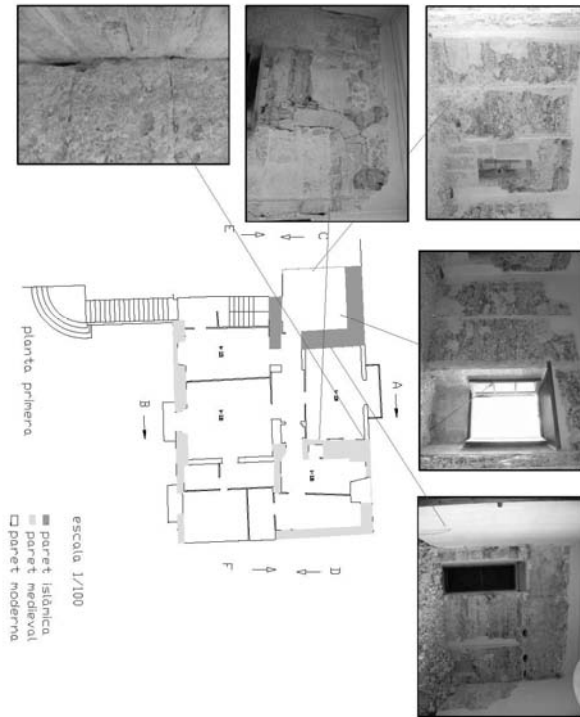 E
C
A
B
F
D
planta primera
escala 1/100
paret islàmica
paret medieval
paret moderna